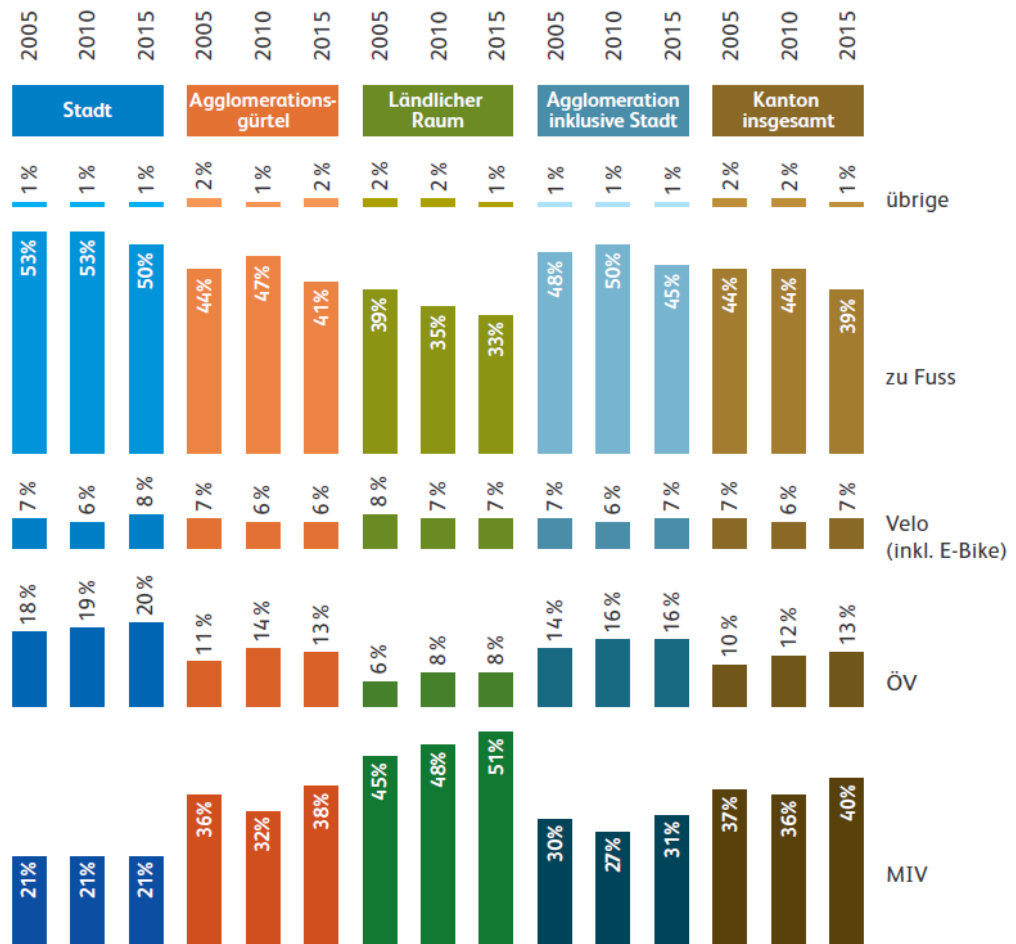 2005 2010 2015 2005 2010 2015 2005 2010 2015 2005 2010 2015 2005 2010 2015
Stadt
Agglomerations-
gürtel
Ländlicher
Raum
Agglomeration
inklusive Stadt
Kanton
insgesamt
1% 1% 1% 2% 1% 2% 2% 2% 1% 1% 1% 1% 2% 2% 1%
übrige
53% 53% 50% 44% 47% 41% 39% 35% 33% 48% 50% 45% 44% 44% 39%
zu Fuss
7% 6% 8% 7% 6% 6% 8% 7% 7% 7% 6% 7% 7% 6% 7%
Velo
(inkl. E-Bike)
18% 19% 20% 11% 14% 13% 6% 8% 8% 14% 16% 16% 10% 12% 13%
ÖV
21% 21% 21% 36% 32% 38% 45% 48% 51% 30% 27% 31% 37% 36% 40%
MIV